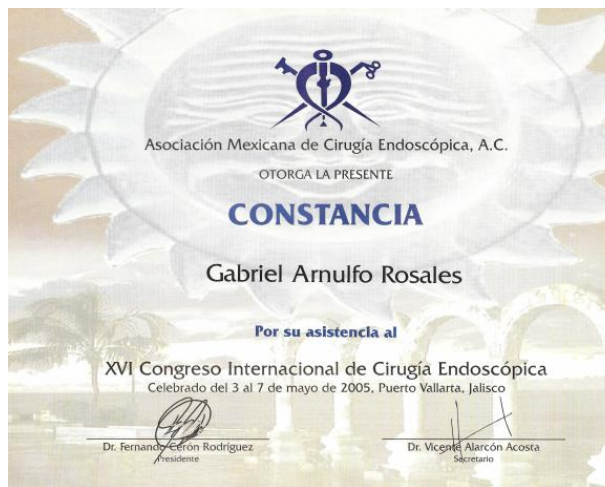 Asociación Mexicana de Cirugía Endoscópica, A.C.
OTORGA LA PRESENTE
CONSTANCIA
Gabriel Arnulfo Rosales
Por su asistencia al
XVI Congreso Internacional de Cirugía Endoscópica
Celebrado del 3 al 7 de mayo de 2005, Puerto Vallarta, Jalisco
Dr. Fernando Cerón Rodríguez
Presidente
Dr. Vicente Alarcón Acosta
Secretario